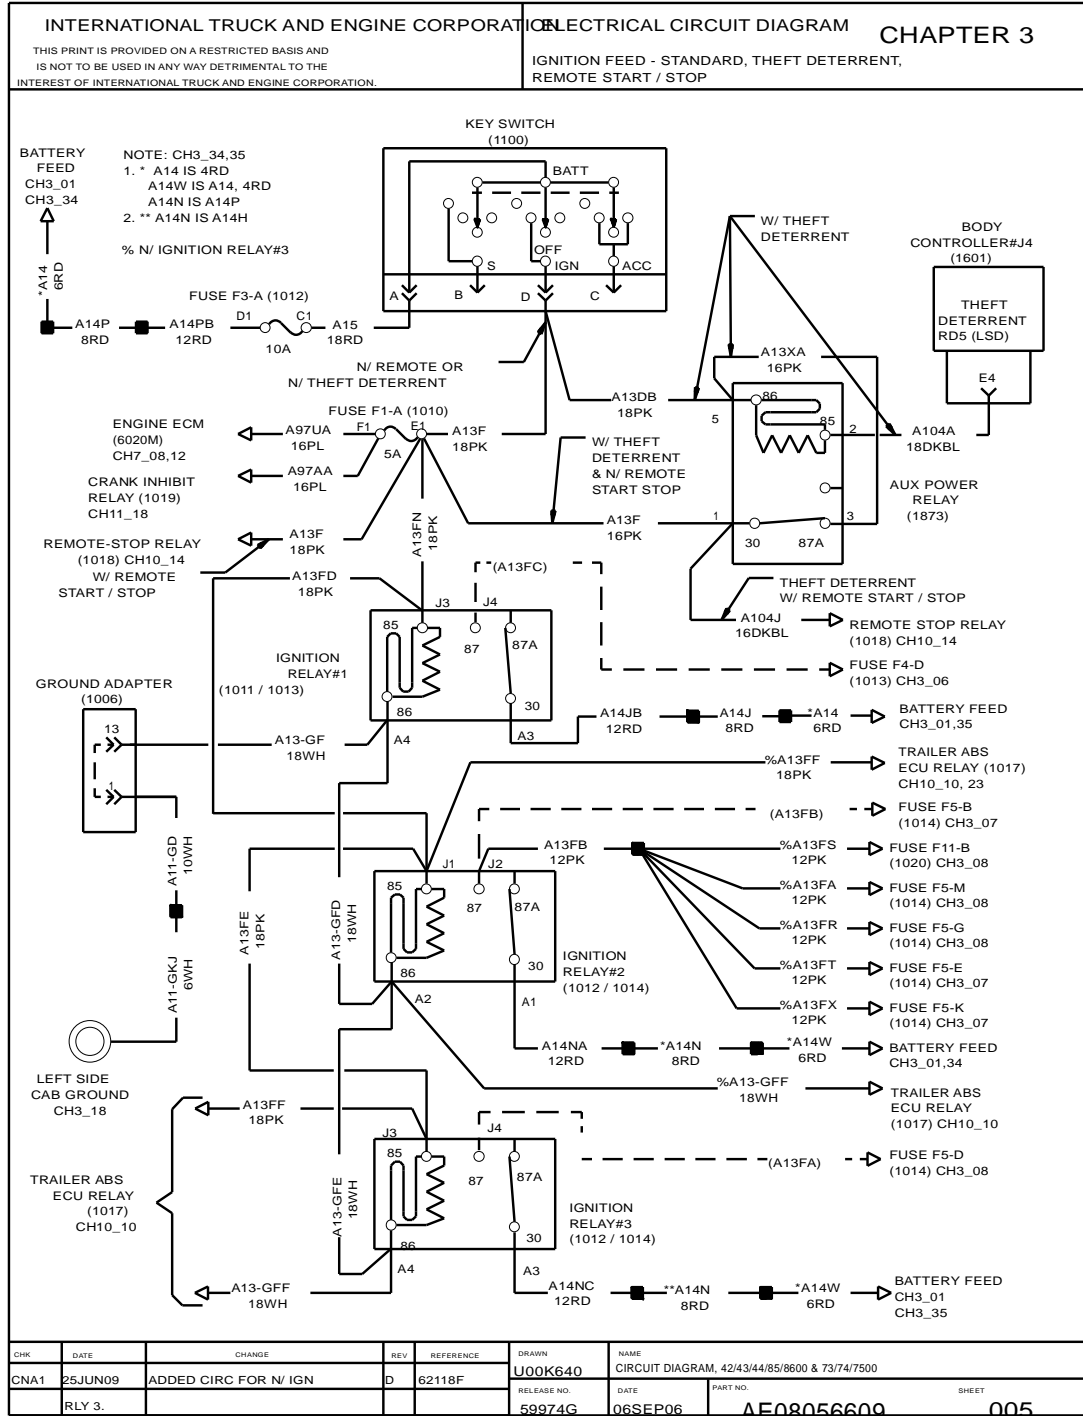 INTERNATIONAL TRUCK AND ENGINE CORPORATION
ELECTRICAL CIRCUIT DIAGRAM
CHAPTER 3
THIS PRINT IS PROVIDED ON A RESTRICTED BASIS AND
IS NOT TO BE USED IN ANY WAY DETRIMENTAL TO THE
INTEREST OF INTERNATIONAL TRUCK AND ENGINE CORPORATION.
IGNITION FEED - STANDARD, THEFT DETERRENT,
REMOTE START / STOP
KEY SWITCH
(1100)
BATTERY
FEED
CH3_01
CH3_34
NOTE: CH3_34,35
1. * A14 IS 4RD
A14W IS A14, 4RD
A14N IS A14P
2. ** A14N IS A14H
% N/ IGNITION RELAY#3
*A14
6RD
BATT
OFF
S
IGN
ACC
A
B
D
C
W/ THEFT
DETERRENT
BODY
CONTROLLER#J4
(1601)
THEFT
DETERRENT
RD5 (LSD)
E4
FUSE F3-A (1012)
D1
C1
10A
A14P
8RD
A14PB
12RD
A15
18RD
N/ REMOTE OR
N/ THEFT DETERRENT
A13XA
16PK
A13DB
18PK
86
85
5
2
A104A
18DKBL
ENGINE ECM
(6020M)
CH7_08,12
A97UA
16PL
FUSE F1-A (1010)
F1
E1
5A
A13F
18PK
W/ THEFT
DETERRENT
& N/ REMOTE
START STOP
CRANK INHIBIT
RELAY (1019)
CH11_18
A97AA
16PL
AUX POWER
RELAY
(1873)
A13FN
18PK
A13F
16PK
1
3
30
87A
REMOTE-STOP RELAY
(1018) CH10_14
W/ REMOTE
START / STOP
A13F
18PK
A13FD
18PK
(A13FC)
THEFT DETERRENT
W/ REMOTE START / STOP
A104J
16DKBL
REMOTE STOP RELAY
(1018) CH10_14
J3
J4
85
87
87A
IGNITION
RELAY#1
(1011 / 1013)
86
30
A4
A3
FUSE F4-D
(1013) CH3_06
GROUND ADAPTER
(1006)
13
1
A13-GF
18WH
A14JB
12RD
A14J
8RD
*A14
6RD
BATTERY FEED
CH3_01,35
%A13FF
18PK
TRAILER ABS
ECU RELAY (1017)
CH10_10, 23
(A13FB)
FUSE F5-B
(1014) CH3_07
A11-GD
10WH
A13FB
12PK
%A13FS
12PK
FUSE F11-B
(1020) CH3_08
J1
J2
85
87
87A
%A13FA
12PK
FUSE F5-M
(1014) CH3_08
A13FE
18PK
A13-GFD
18WH
%A13FR
12PK
FUSE F5-G
(1014) CH3_08
IGNITION
RELAY#2
(1012 / 1014)
86
30
A2
A1
%A13FT
12PK
FUSE F5-E
(1014) CH3_07
A11-GKJ
6WH
%A13FX
12PK
FUSE F5-K
(1014) CH3_07
A14NA
12RD
*A14N
8RD
*A14W
6RD
BATTERY FEED
CH3_01,34
LEFT SIDE
CAB GROUND
CH3_18
%A13-GFF
18WH
TRAILER ABS
ECU RELAY
(1017) CH10_10
A13FF
18PK
J3
J4
85
87
87A
(A13FA)
FUSE F5-D
(1014) CH3_08
TRAILER ABS
ECU RELAY
(1017)
CH10_10
A13-GFE
18WH
IGNITION
RELAY#3
(1012 / 1014)
86
30
A4
A3
A13-GFF
18WH
A14NC
12RD
**A14N
8RD
*A14W
6RD
BATTERY FEED
CH3_01
CH3_35
CHK
DATE
CHANGE
REV
REFERENCE
DRAWN
NAME
CNA1
25JUN09
ADDED CIRC FOR N/ IGN
D
62118F
U00K640
CIRCUIT DIAGRAM, 42/43/44/85/8600 & 73/74/7500
RLY 3.
RELEASE NO.
DATE
PART NO.
SHEET
59974G
06SEP06
AE08056609
005